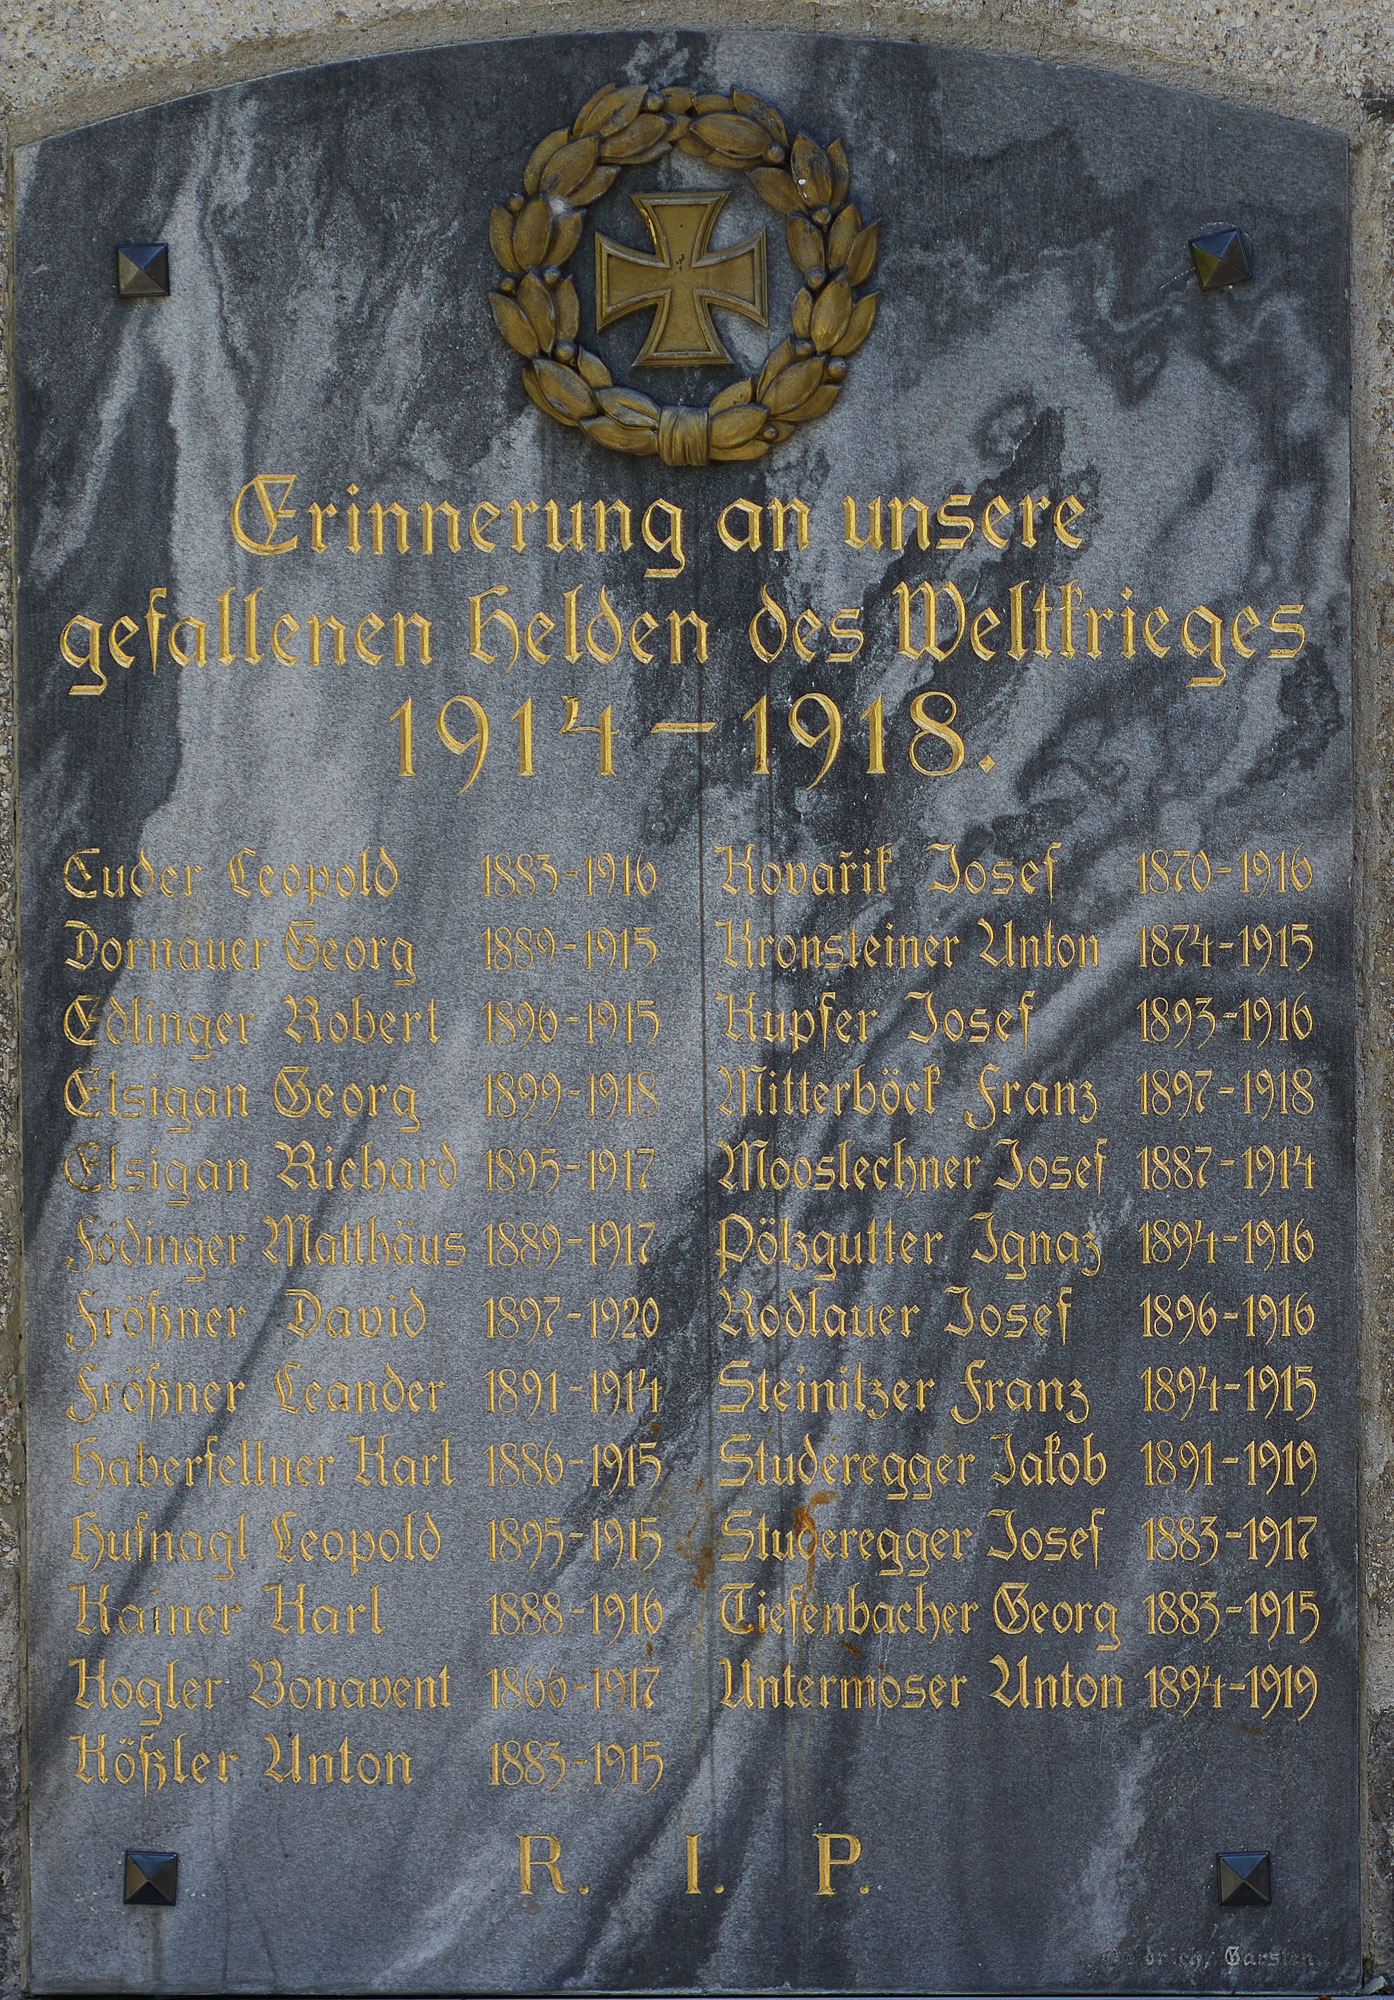 Erinnerung an unsere
gefallenen Helden des Weltkrieges
1914–1918.
Euder Leopold 1883-1916
Dornauer Georg 1889-1915
Edlinger Robert 1896-1915
Elsigan Georg 1899-1918
Elsigan Richard 1895-1917
Födinger Matthäus 1889-1917
Frößner David 1897-1920
Frößner Leander 1891-1914
Haberfellner Karl 1886-1915
Hufnagl Leopold 1895-1915
Kainer Karl 1888-1916
Kogler Bonavent 1866-1917
Kößler Anton 1883-1915
Kovařik Josef 1870-1916
Kronsteiner Anton 1874-1915
Kupfer Josef 1893-1916
Mitterböck Franz 1897-1918
Mooslechner Josef 1887-1914
Pölzgutter Ignaz 1894-1916
Rodlauer Josef 1896-1916
Steinitzer Franz 1894-1915
Studeregger Jakob 1891-1919
Studeregger Josef 1883-1917
Tiefenbacher Georg 1883-1915
Untermoser Anton 1894-1919
R. I. P.
Garsten